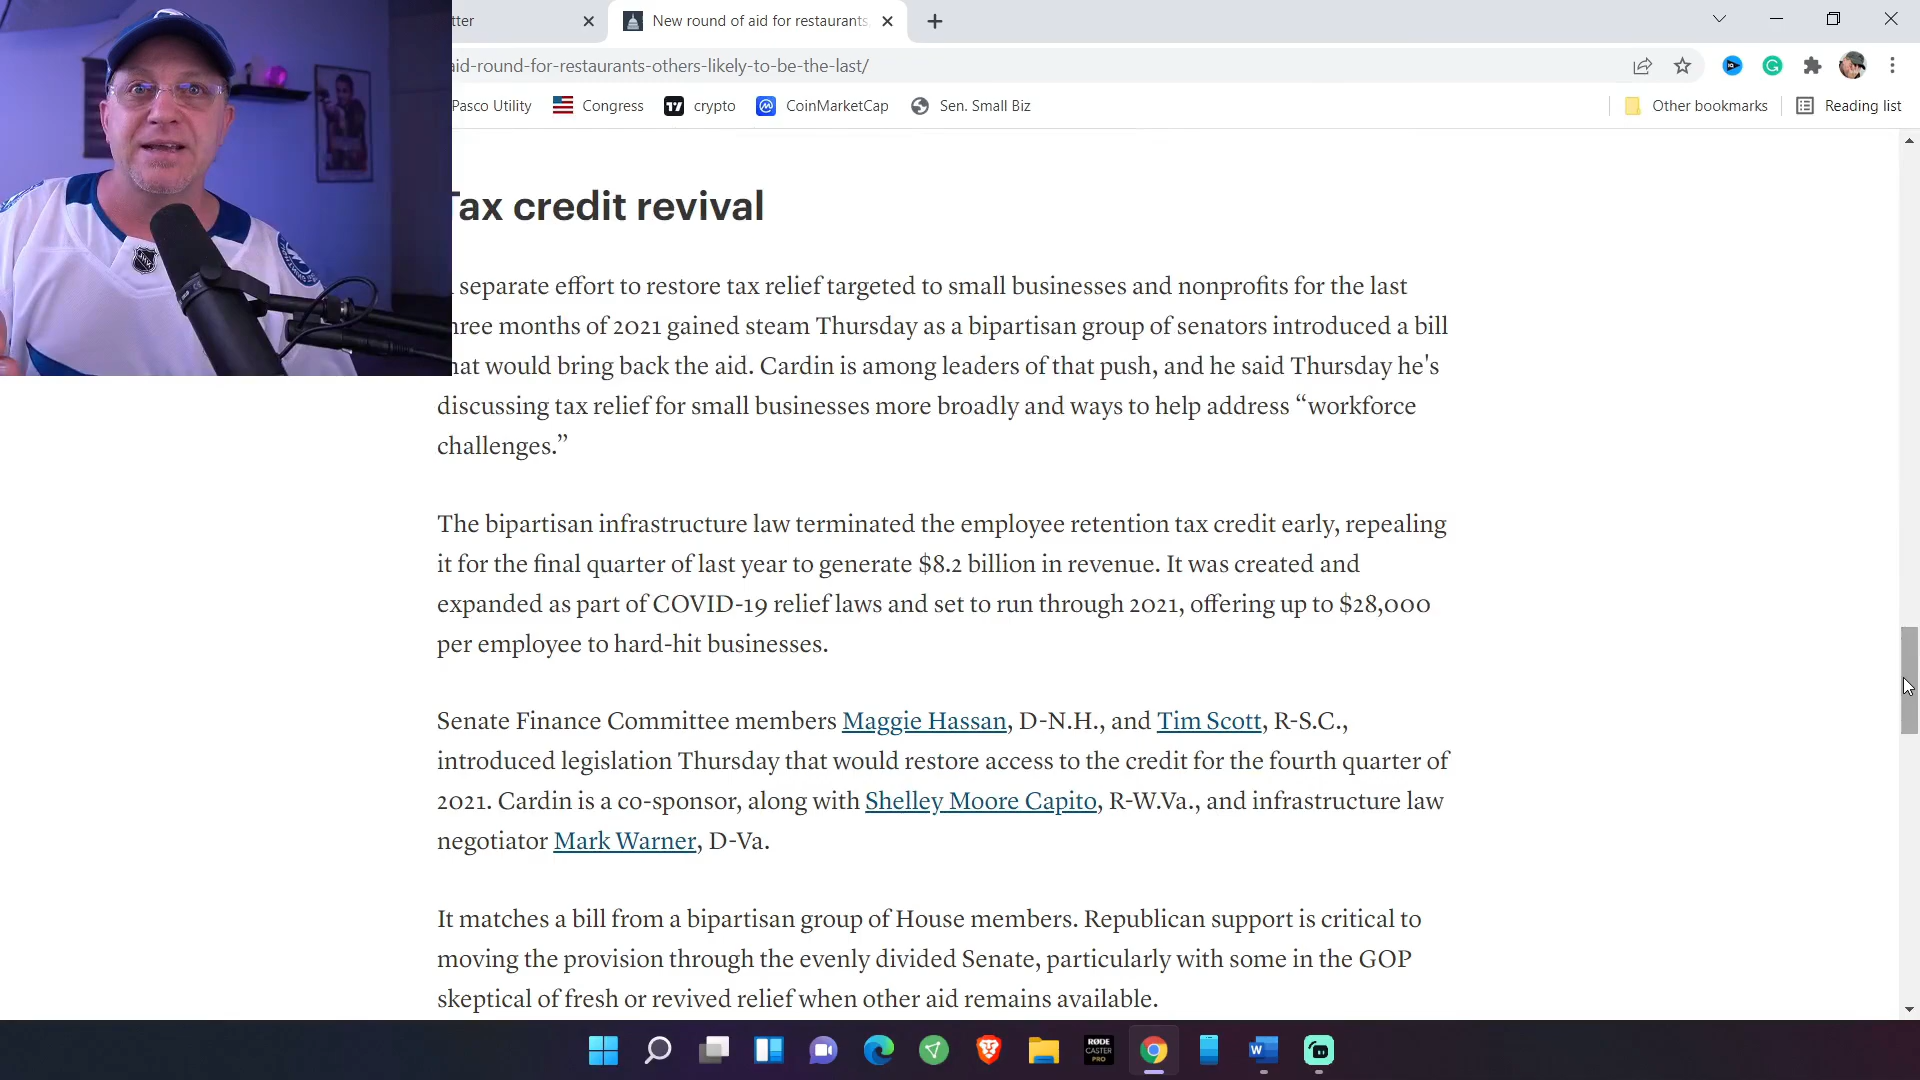 tter
New round of aid for restaurants
aid-round-for-restaurants-others-likely-to-be-the-last/
Pasco Utility
Congress
crypto
CoinMarketCap
Sen. Small Biz
Other bookmarks
Reading list
Tax credit revival
separate effort to restore tax relief targeted to small businesses and nonprofits for the last
hree months of 2021 gained steam Thursday as a bipartisan group of senators introduced a bill
hat would bring back the aid. Cardin is among leaders of that push, and he said Thursday he's
discussing tax relief for small businesses more broadly and ways to help address “workforce
challenges.”
The bipartisan infrastructure law terminated the employee retention tax credit early, repealing
it for the final quarter of last year to generate $8.2 billion in revenue. It was created and
expanded as part of COVID-19 relief laws and set to run through 2021, offering up to $28,000
per employee to hard-hit businesses.
Senate Finance Committee members Maggie Hassan, D-N.H., and Tim Scott, R-S.C.,
introduced legislation Thursday that would restore access to the credit for the fourth quarter of
2021. Cardin is a co-sponsor, along with Shelley Moore Capito, R-W.Va., and infrastructure law
negotiator Mark Warner, D-Va.
It matches a bill from a bipartisan group of House members. Republican support is critical to
moving the provision through the evenly divided Senate, particularly with some in the GOP
skeptical of fresh or revived relief when other aid remains available.
RØDE
CASTER
PRO